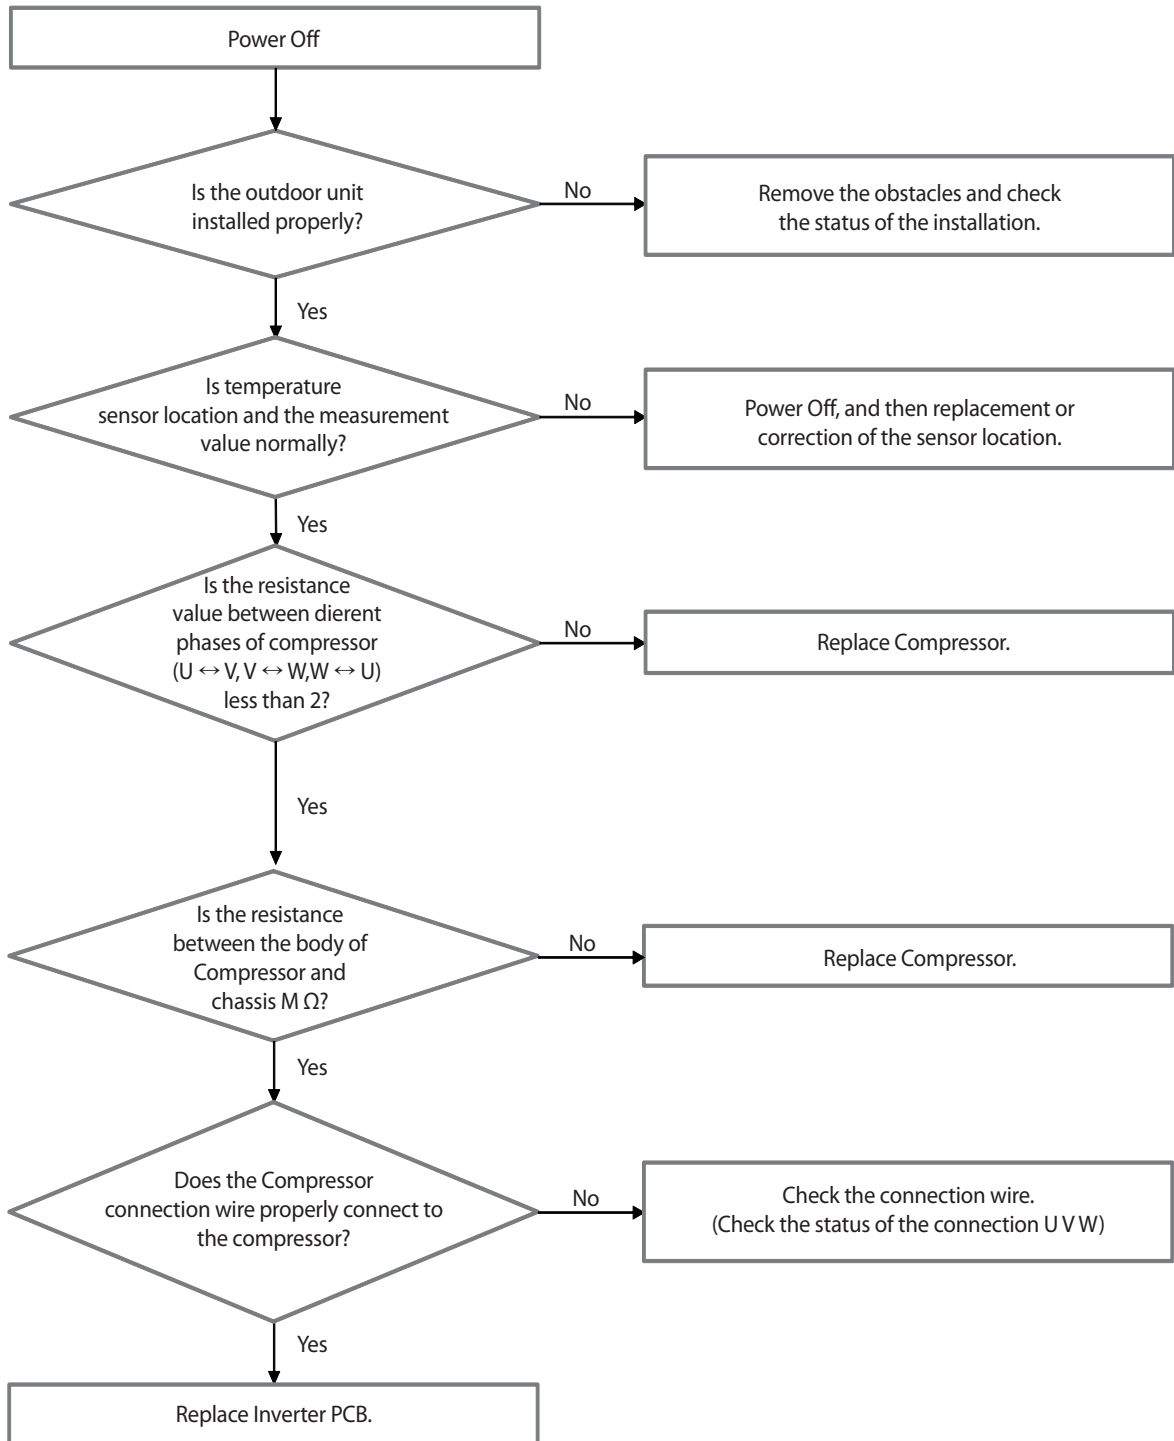 Power Off
Is the outdoor unit
installed properly?
No
Remove the obstacles and check
the status of the installation.
Yes
Is temperature
sensor location and the measurement
value normally?
No
Power Off, and then replacement or
correction of the sensor location.
Yes
Is the resistance
value between dierent
phases of compressor
(U ↔ V, V ↔ W,W ↔ U)
less than 2?
No
Replace Compressor.
Yes
Is the resistance
between the body of
Compressor and
chassis M Ω?
No
Replace Compressor.
Yes
Does the Compressor
connection wire properly connect to
the compressor?
No
Check the connection wire.
(Check the status of the connection U V W)
Yes
Replace Inverter PCB.